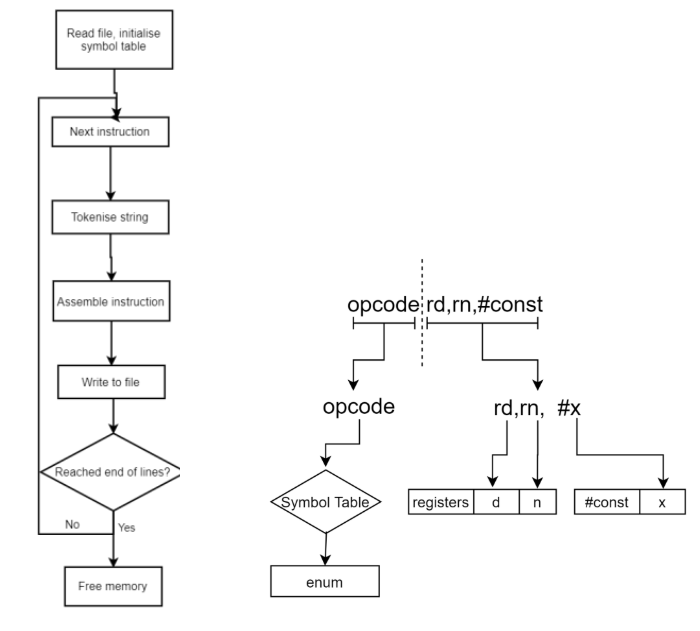 Read file, initialise
symbol table
Next instruction
Tokenise string
Assemble instruction
Write to file
Reached end of lines?
No
Yes
Free memory
opcode rd,rn,#const
opcode
rd,rn, #x
Symbol Table
registers d n
#const x
enum